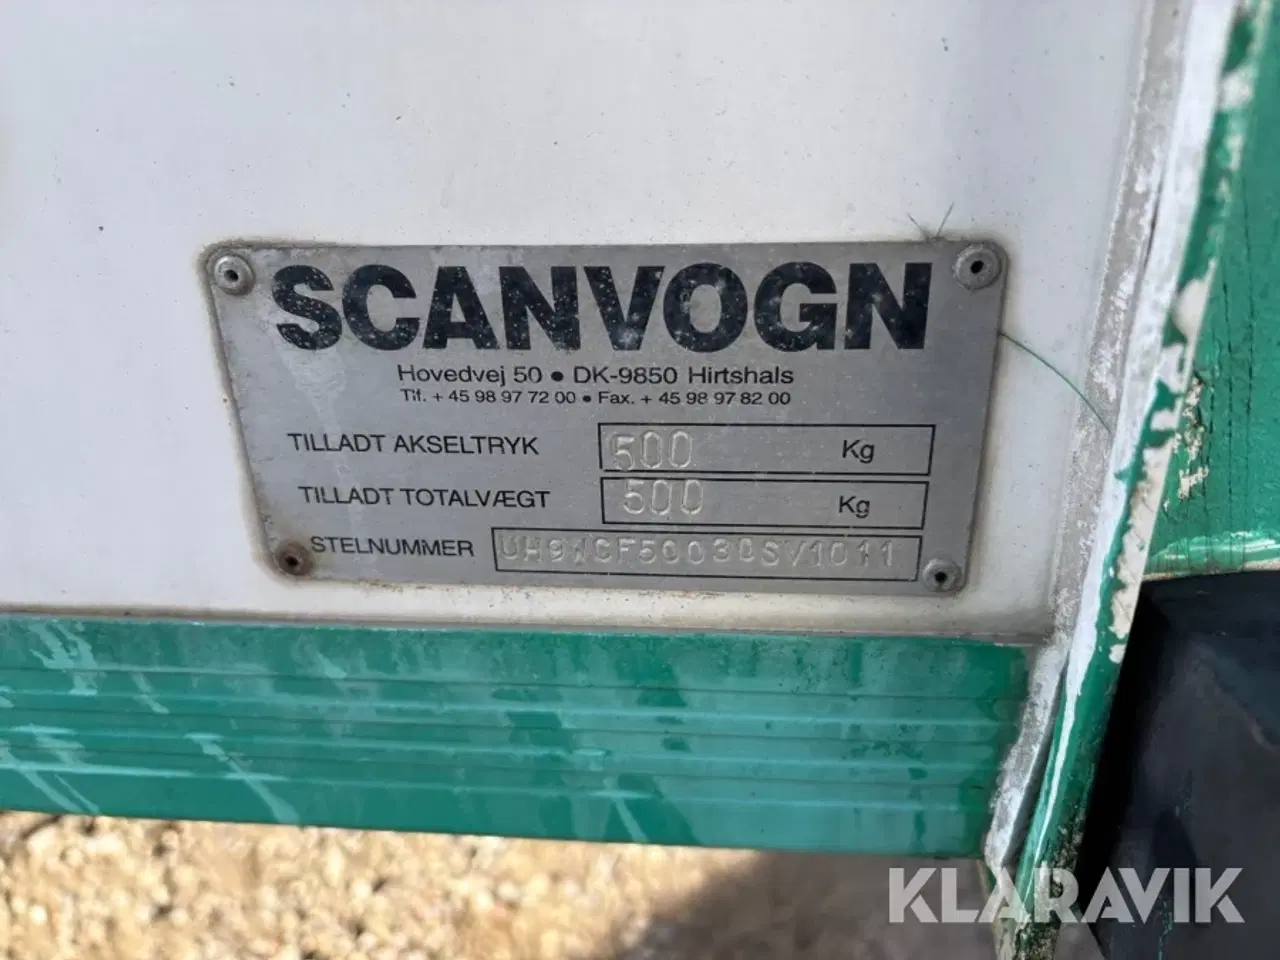 SCANVOGN
Hovedvej 50 • DK-9850 Hirtshals
Tlf. + 45 98 97 72 00 • Fax. + 45 98 97 82 00
TILLADT AKSELTRYK 500 Kg
TILLADT TOTALVÆGT 500 Kg
STELNUMMER
KLARAVIK